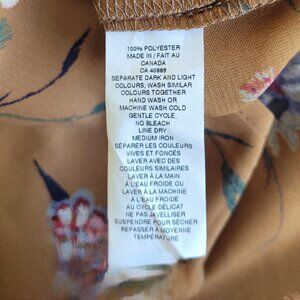 100% POLYESTER
MADE IN / FAIT AU
CANADA
CA 40886
SEPARATE DARK AND LIGHT
COLOURS, WASH SIMILAR
COLOURS TOGETHER
HAND WASH OR
MACHINE WASH COLD
GENTLE CYCLE,
NO BLEACH
LINE DRY
MEDIUM IRON
SÉPARER LES COULEURS
VIVES ET FONCÉS
LAVER AVEC DES
COULEURS SIMILAIRES
LAVER À LA MAIN
À L'EAU FROIDE OU
LAVER À LA MACHINE
À L'EAU FROIDE
AU CYCLE DÉLICAT
NE PAS JAVELLISER
SUSPENDRE POUR SÉCHER
REPASSER A MOYENNE
TEMPÉRATURE